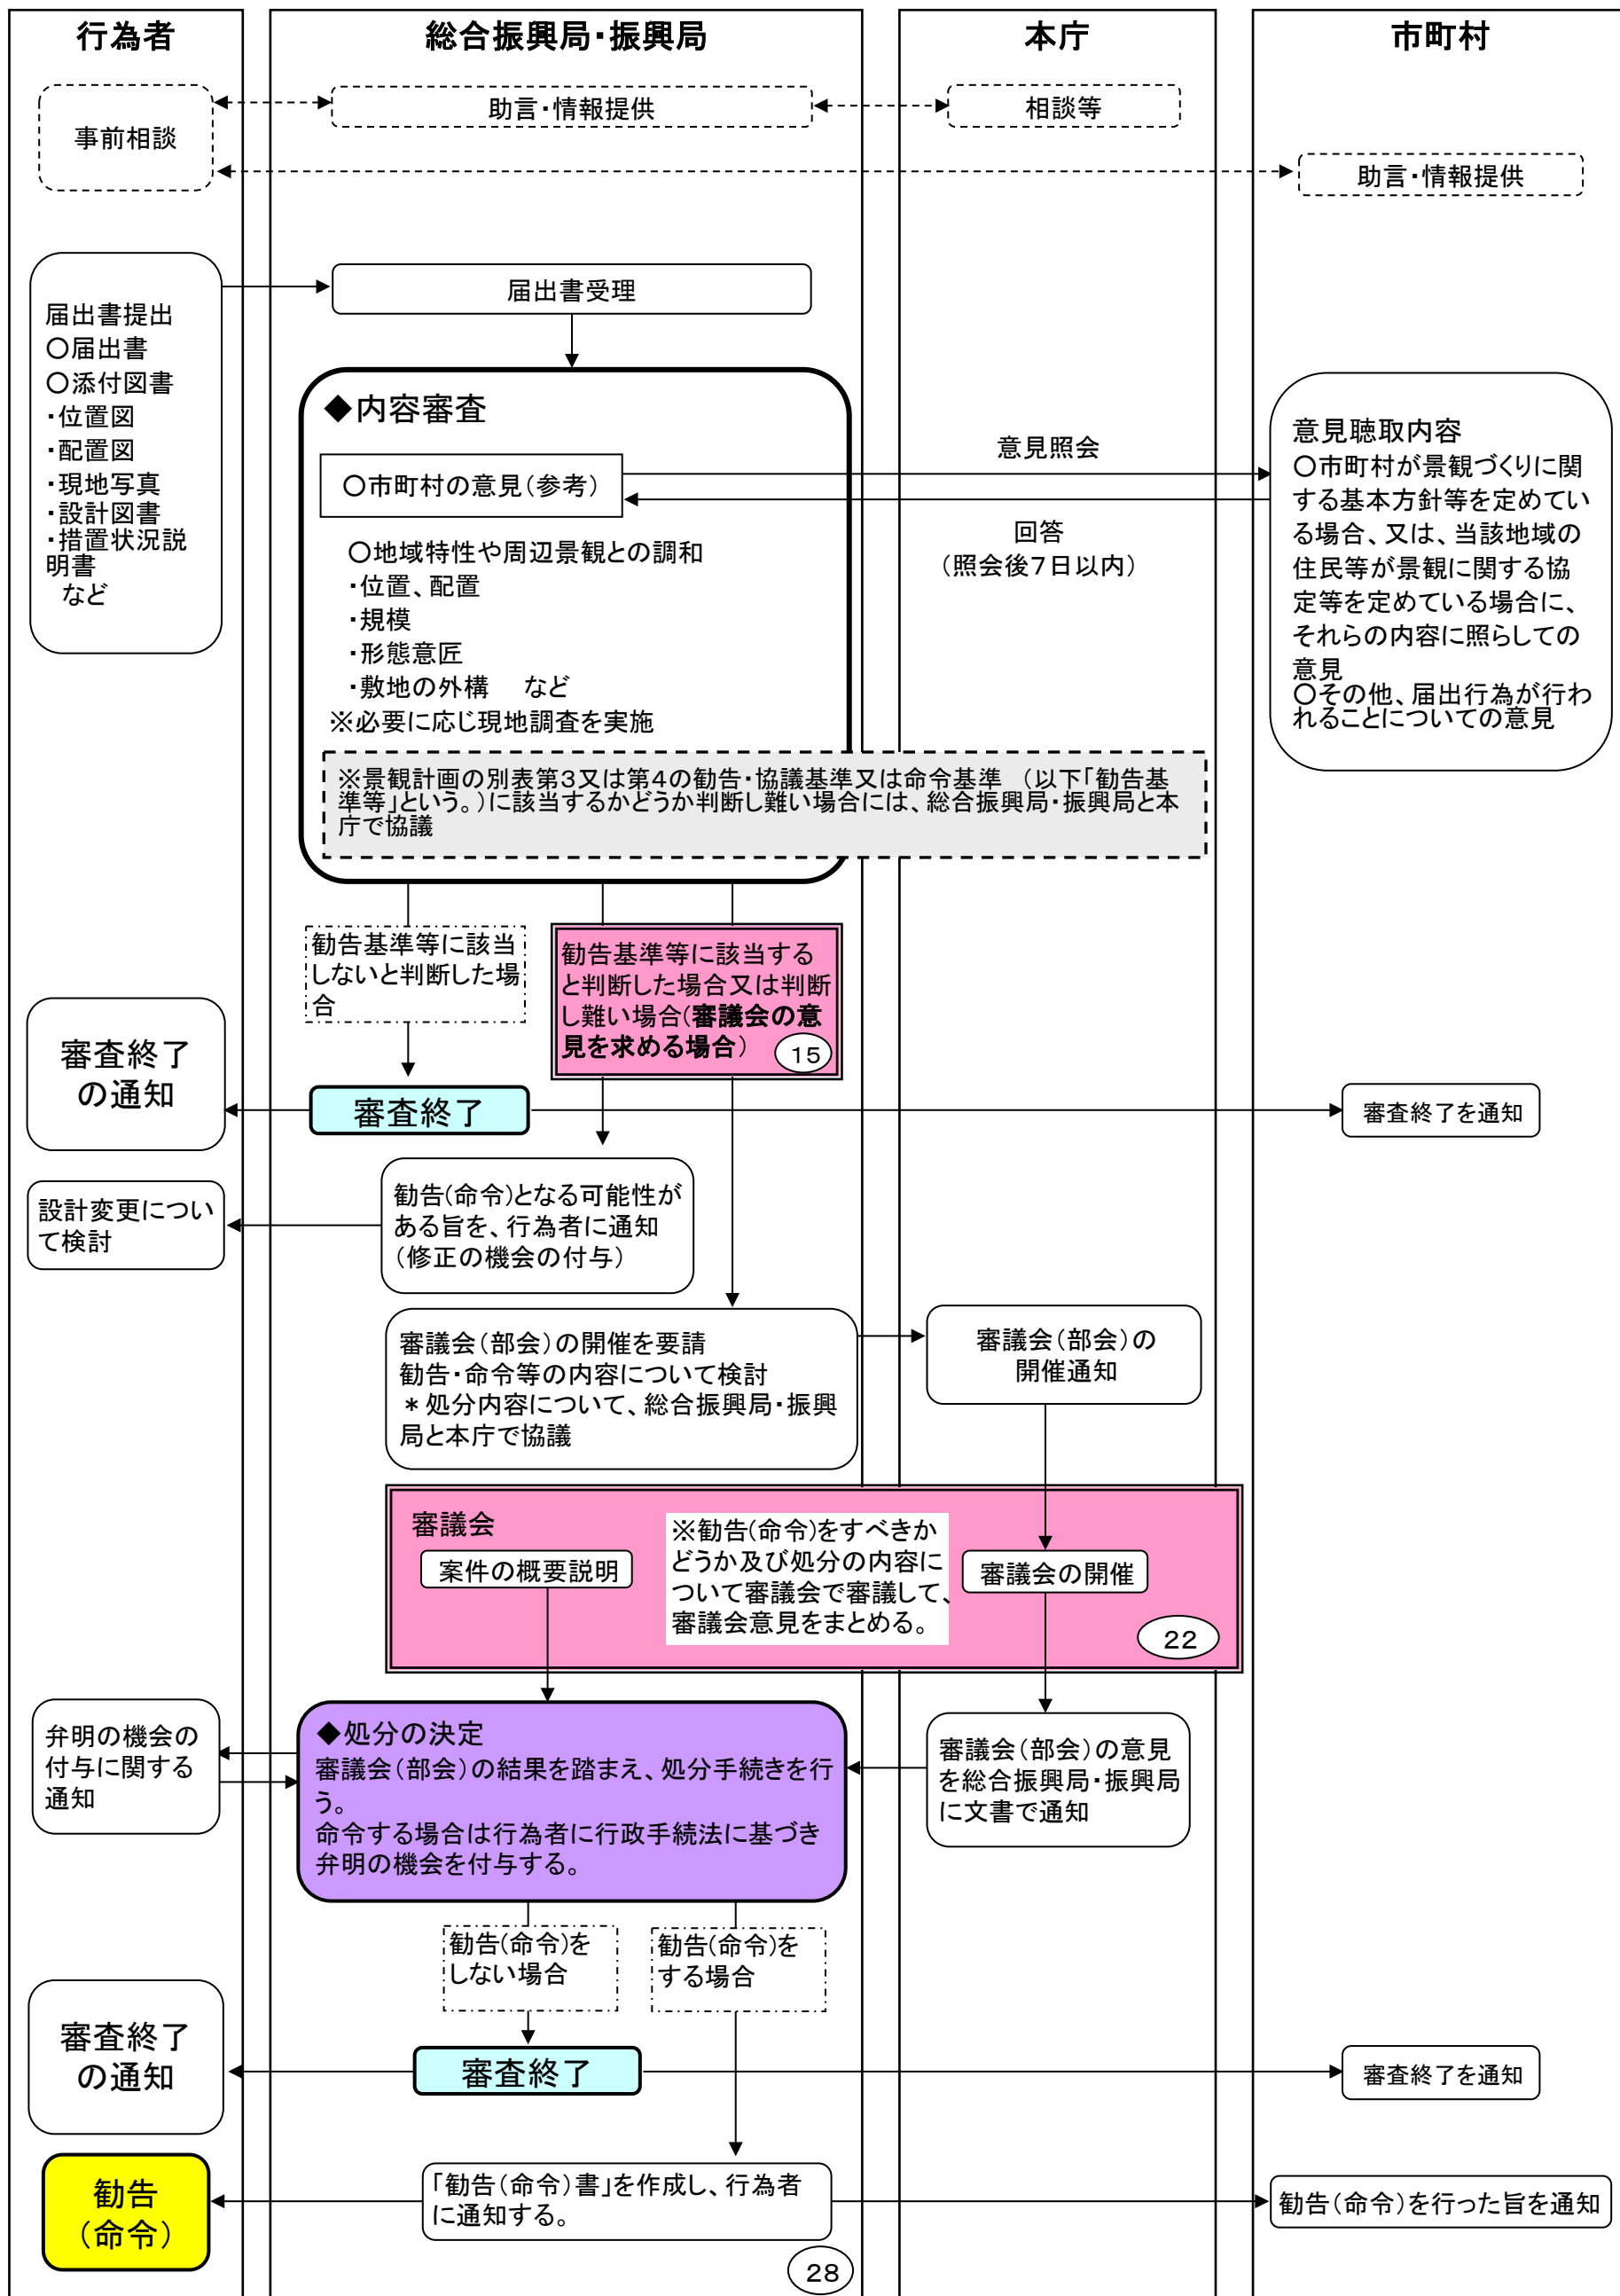 行為者
総合振興局・振興局
本庁
市町村
事前相談
助言・情報提供
相談等
助言・情報提供
届出書提出
○届出書
○添付図書
・位置図
・配置図
・現地写真
・設計図書
・措置状況説
明書
など
届出書受理
◆内容審査
○市町村の意見（参考）
○地域特性や周辺景観との調和
・位置、配置
・規模
・形態意匠
・敷地の外構　など
※必要に応じ現地調査を実施
意見照会
回答
（照会後7日以内）
意見聴取内容
○市町村が景観づくりに関
する基本方針等を定めてい
る場合、又は、当該地域の
住民等が景観に関する協
定等を定めている場合に、
それらの内容に照らしての
意見
○その他、届出行為が行わ
れることについての意見
※景観計画の別表第3又は第4の勧告・協議基準又は命令基準　（以下「勧告基
準等」という。）に該当するかどうか判断し難い場合には、総合振興局・振興局と本
庁で協議
勧告基準等に該当
しないと判断した場
合
勧告基準等に該当する
と判断した場合又は判断
し難い場合（審議会の意
見を求める場合）
15
審査終了
の通知
審査終了
審査終了を通知
設計変更につい
て検討
勧告（命令）となる可能性が
ある旨を、行為者に通知
（修正の機会の付与）
審議会（部会）の開催を要請
勧告・命令等の内容について検討
＊処分内容について、総合振興局・振興
局と本庁で協議
審議会（部会）の
開催通知
審議会
案件の概要説明
※勧告（命令）をすべきか
どうか及び処分の内容に
ついて審議会で審議して、
審議会意見をまとめる。
審議会の開催
22
弁明の機会の
付与に関する
通知
◆処分の決定
審議会（部会）の結果を踏まえ、処分手続きを行
う。
命令する場合は行為者に行政手続法に基づき
弁明の機会を付与する。
審議会（部会）の意見
を総合振興局・振興局
に文書で通知
勧告（命令）を
しない場合
勧告（命令）を
する場合
審査終了
の通知
審査終了
審査終了を通知
勧告
（命令）
「勧告（命令）書」を作成し、行為者
に通知する。
勧告（命令）を行った旨を通知
28